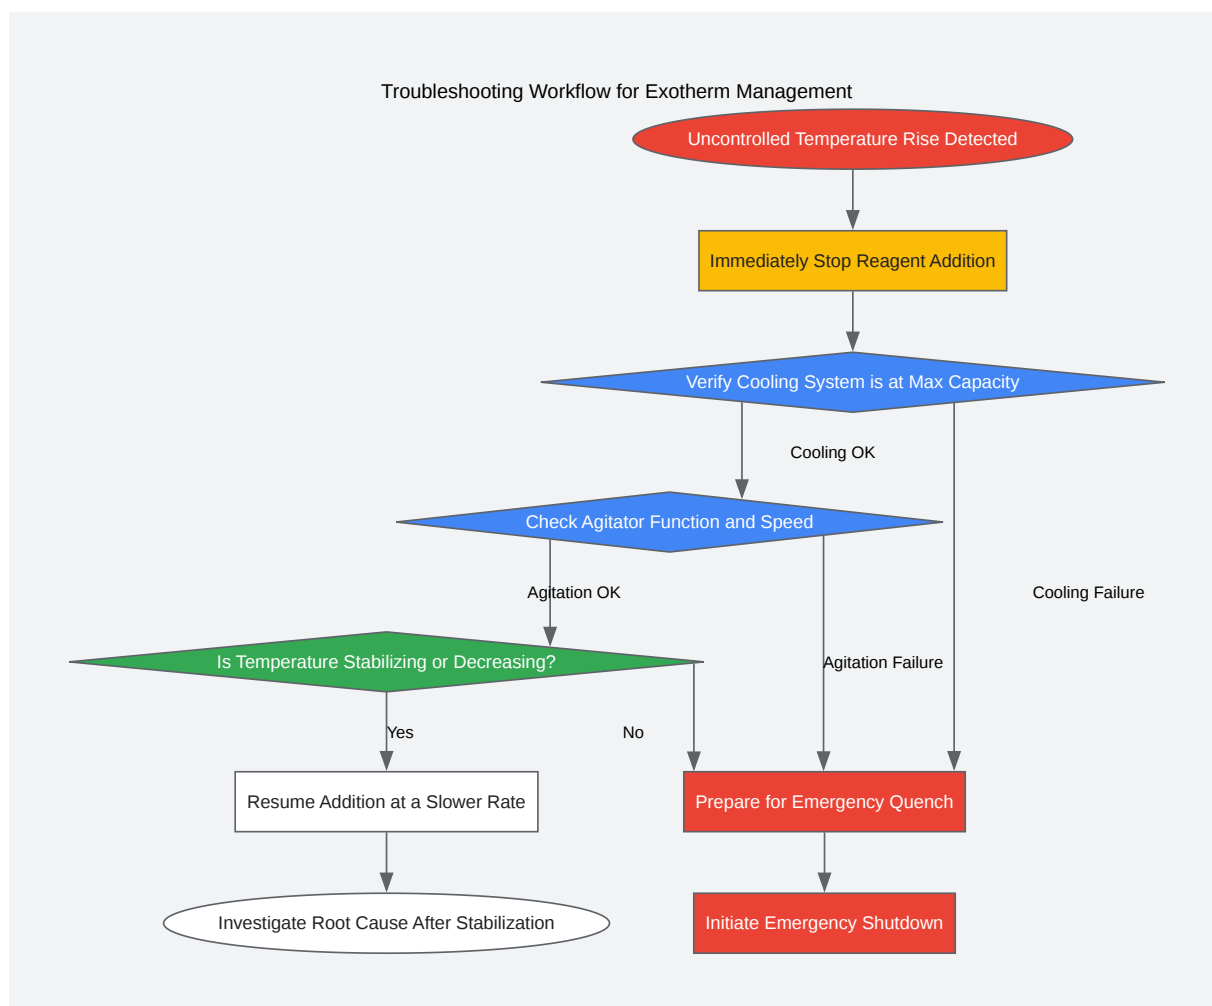 Troubleshooting Workflow for Exotherm Management
Uncontrolled Temperature Rise Detected
Immediately Stop Reagent Addition
Verify Cooling System is at Max Capacity
Cooling OK
Check Agitator Function and Speed
Agitation OK
Cooling Failure
Is Temperature Stabilizing or Decreasing?
Agitation Failure
Yes
No
Resume Addition at a Slower Rate
Prepare for Emergency Quench
Investigate Root Cause After Stabilization
Initiate Emergency Shutdown